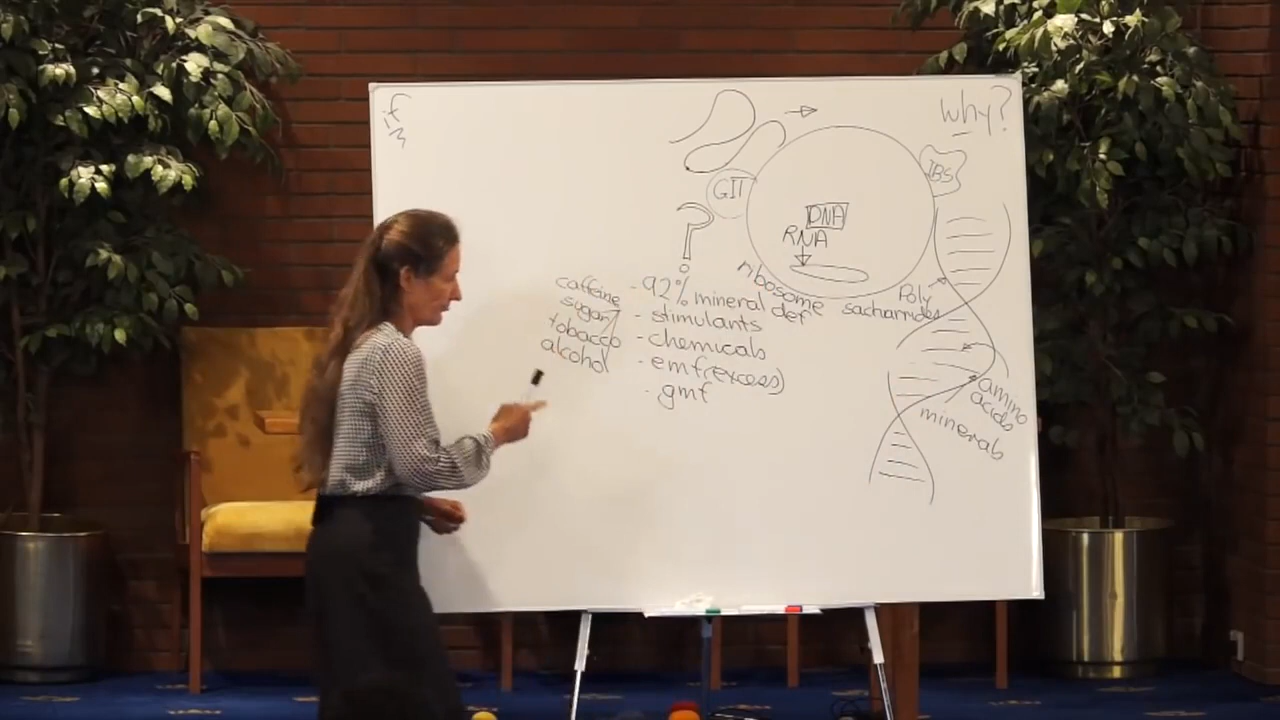 why?
IBS
GIT
DNA
RNA
ribosome
Poly
sacharrides
?
caffeine
sugar
tobacco
alcohol
- 92% mineral def
- stimulants
- chemicals
- emf(excess)
- gmf
amino
acids
minerals